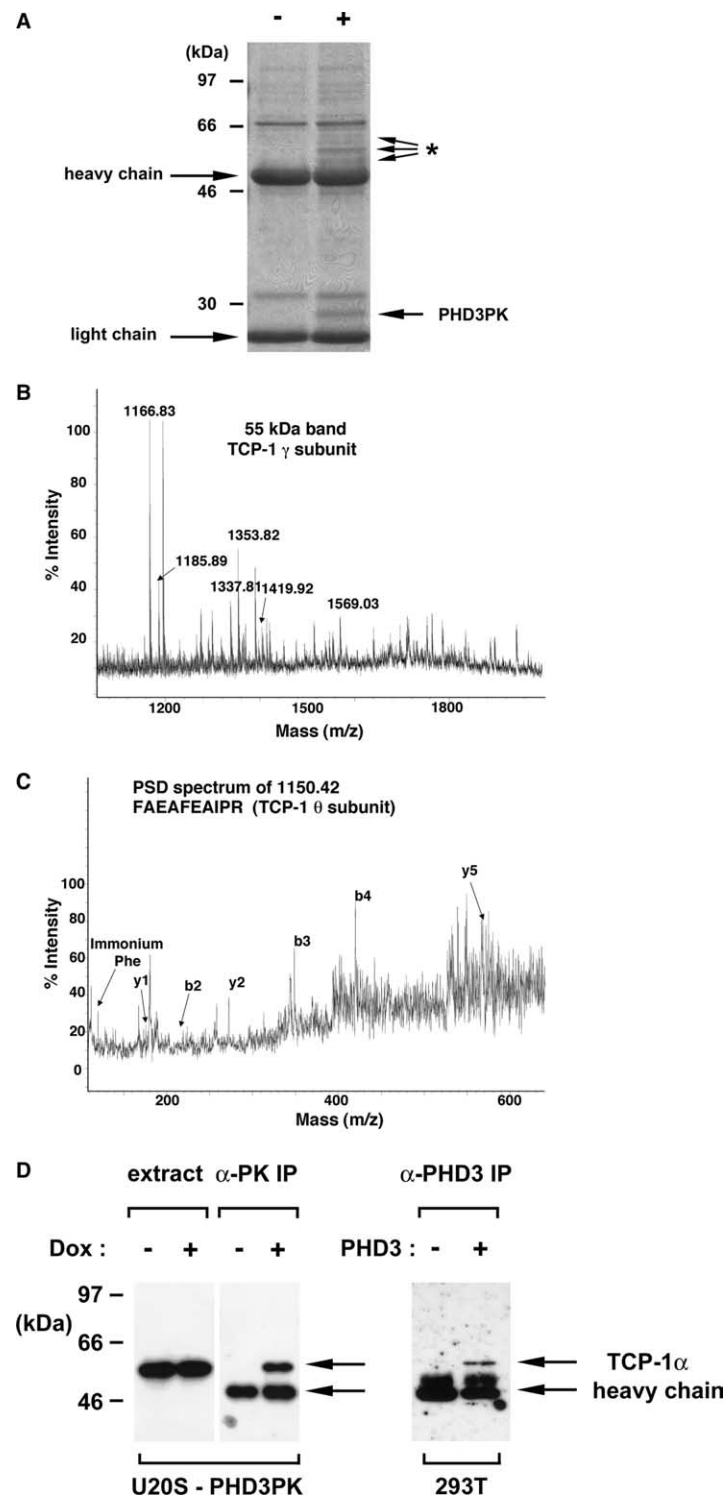 A
- +
(kDa)
97
66
*
heavy chain
46
30
PHD3PK
light chain
B
1166.83
100
55 kDa band
TCP-1 γ subunit
80
% Intensity
60
1353.82
1185.89
40
1337.81 1419.92
1569.03
20
1200 1500 1800
Mass (m/z)
C
PSD spectrum of 1150.42
FAEAFEAIPR (TCP-1 θ subunit)
100
b4
y5
80
% Intensity
Immonium
Phe
60
b3
y1
b2
y2
40
20
0
200 400 600
Mass (m/z)
D
extract α-PK IP α-PHD3 IP
Dox : - + - + PHD3 : - +
97
(kDa)
66
TCP-1α
46
heavy chain
U20S - PHD3PK 293T